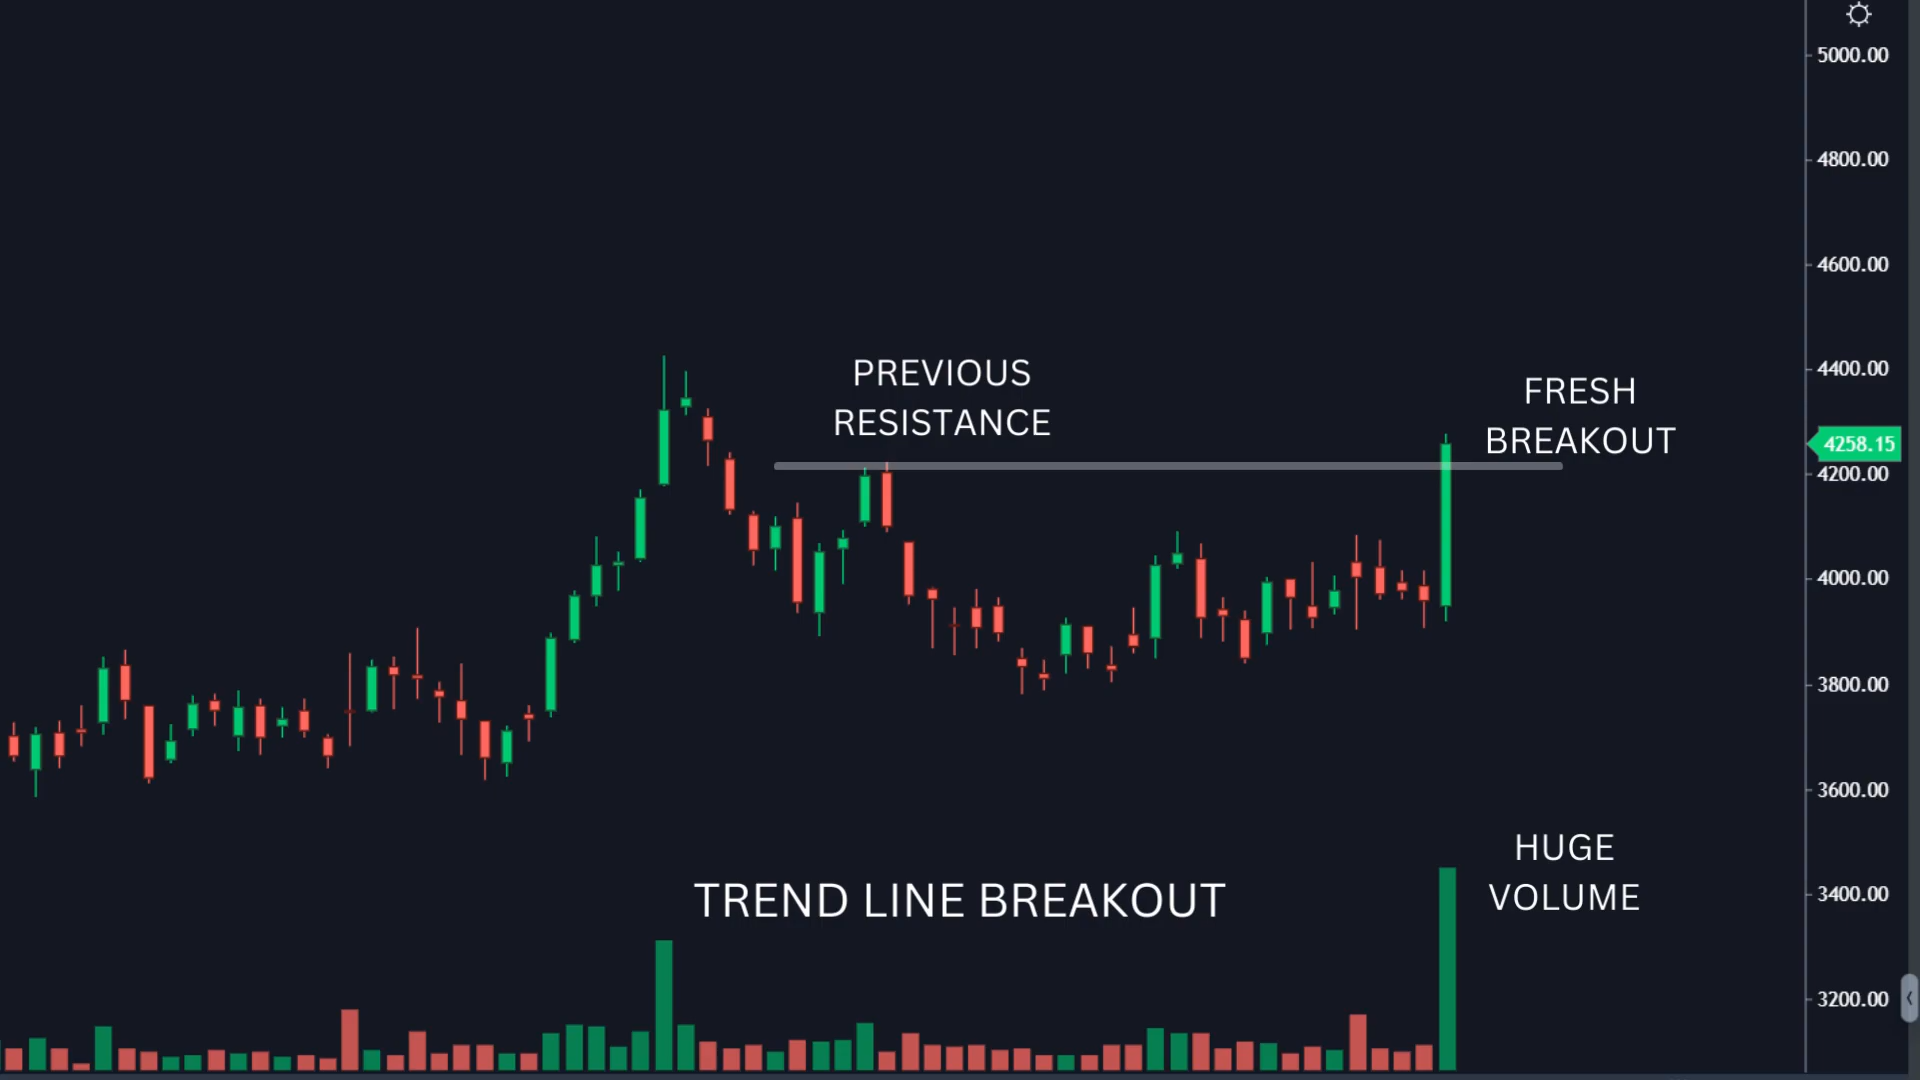 5000.00
4800.00
4600.00
4400.00
4258.15
4200.00
4000.00
3800.00
3600.00
3400.00
3200.00
PREVIOUS
RESISTANCE
FRESH
BREAKOUT
HUGE
VOLUME
TREND LINE BREAKOUT